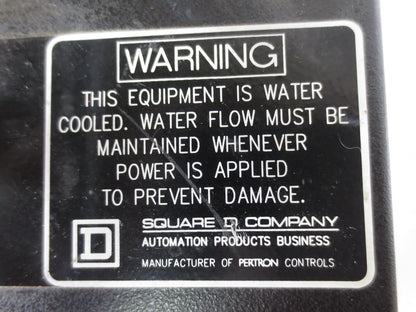 WARNING
THIS EQUIPMENT IS WATER
COOLED. WATER FLOW MUST BE
MAINTAINED WHENEVER
POWER IS APPLIED
TO PREVENT DAMAGE.
D
SQUARE D COMPANY
AUTOMATION PRODUCTS BUSINESS
MANUFACTURER OF PERTRON CONTROLS